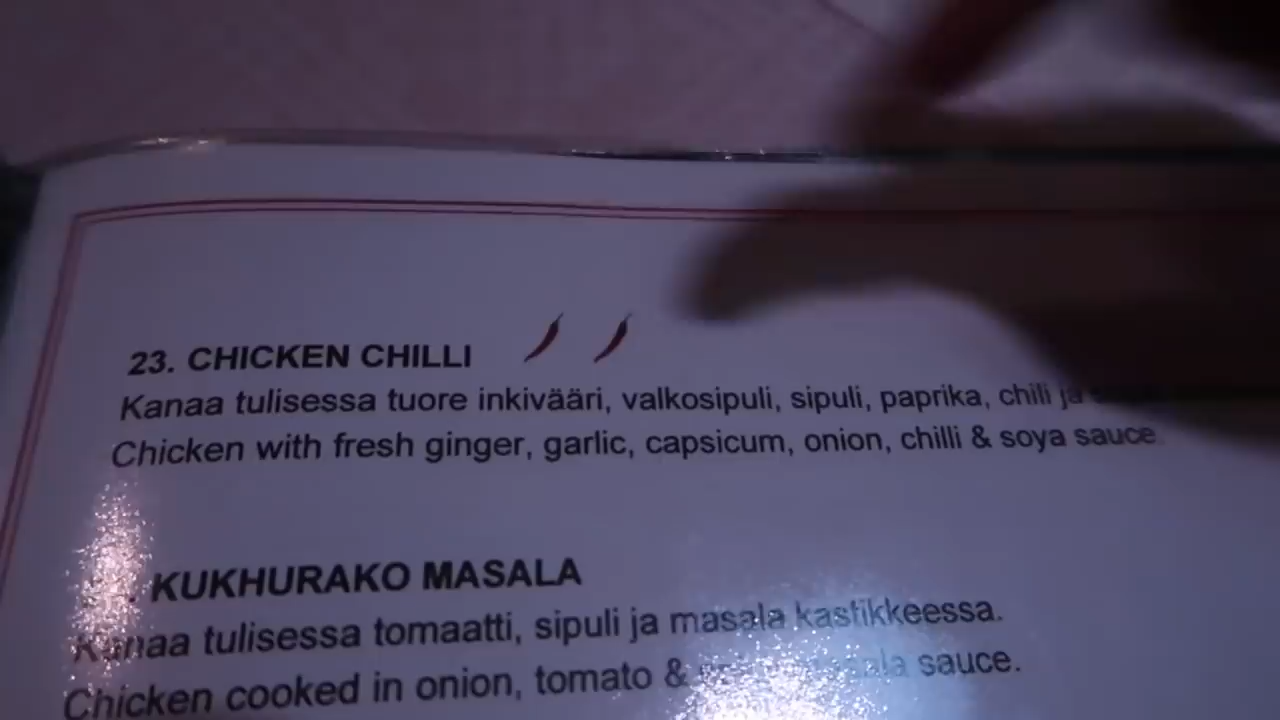 23. CHICKEN CHILLI
Kanaa tulisessa tuore inkivääri, valkosipuli, sipuli, paprika, chili ja
Chicken with fresh ginger, garlic, capsicum, onion, chilli & soya sauce.
KUKHURAKO MASALA
Kanaa tulisessa tomaatti, sipuli ja masala kastikkeessa.
Chicken cooked in onion, tomato & masala sauce.